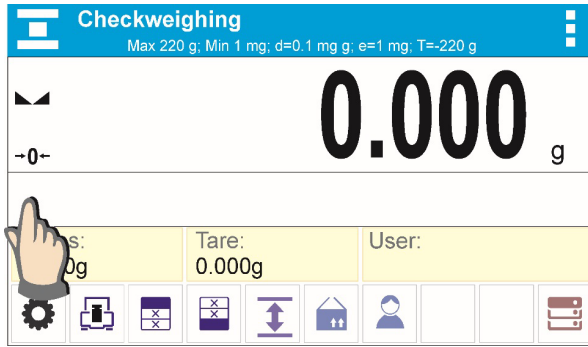 Checkweighing
Max 220 g; Min 1 mg; d=0.1 mg g; e=1 mg; T=-220 g
0.000 g
→0←
Tare: User:
0.000g